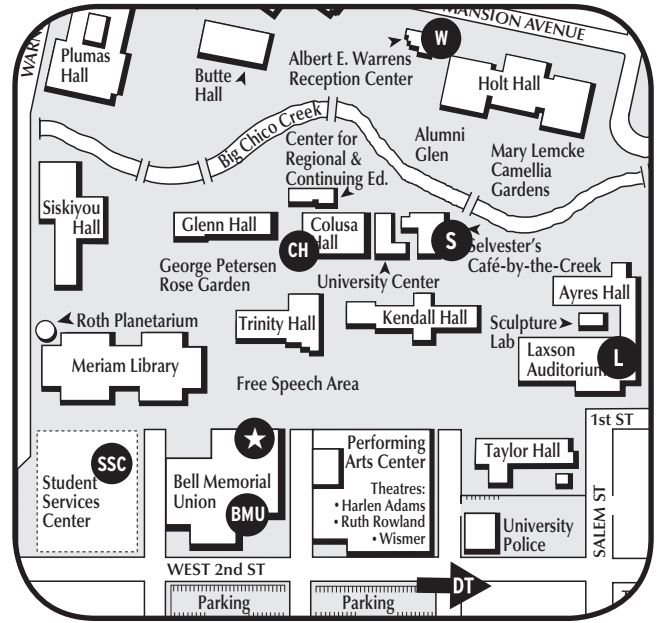 WARN
MANSION AVENUE
Plumas
Hall
Butte
Hall
Albert E. Warrens
Reception Center
W
Holt Hall
Big Chico Creek
Center for
Regional &
Continuing Ed.
Alumni
Glen
Mary Lemcke
Camellia
Gardens
Siskiyou
Hall
Glenn Hall
CH
Colusa
Hall
S
Selvester's
Café-by-the-Creek
George Petersen
Rose Garden
University Center
Ayres Hall
Roth Planetarium
Trinity Hall
Kendall Hall
Sculpture
Lab
Meriam Library
Laxson
Auditorium
L
Free Speech Area
1st ST
SSC
Student
Services
Center
Bell Memorial
Union
BMU
Performing
Arts Center
Theatres:
• Harlen Adams
• Ruth Rowland
• Wismer
Taylor Hall
University
Police
SALEM ST
WEST 2nd ST
DT
Parking
Parking